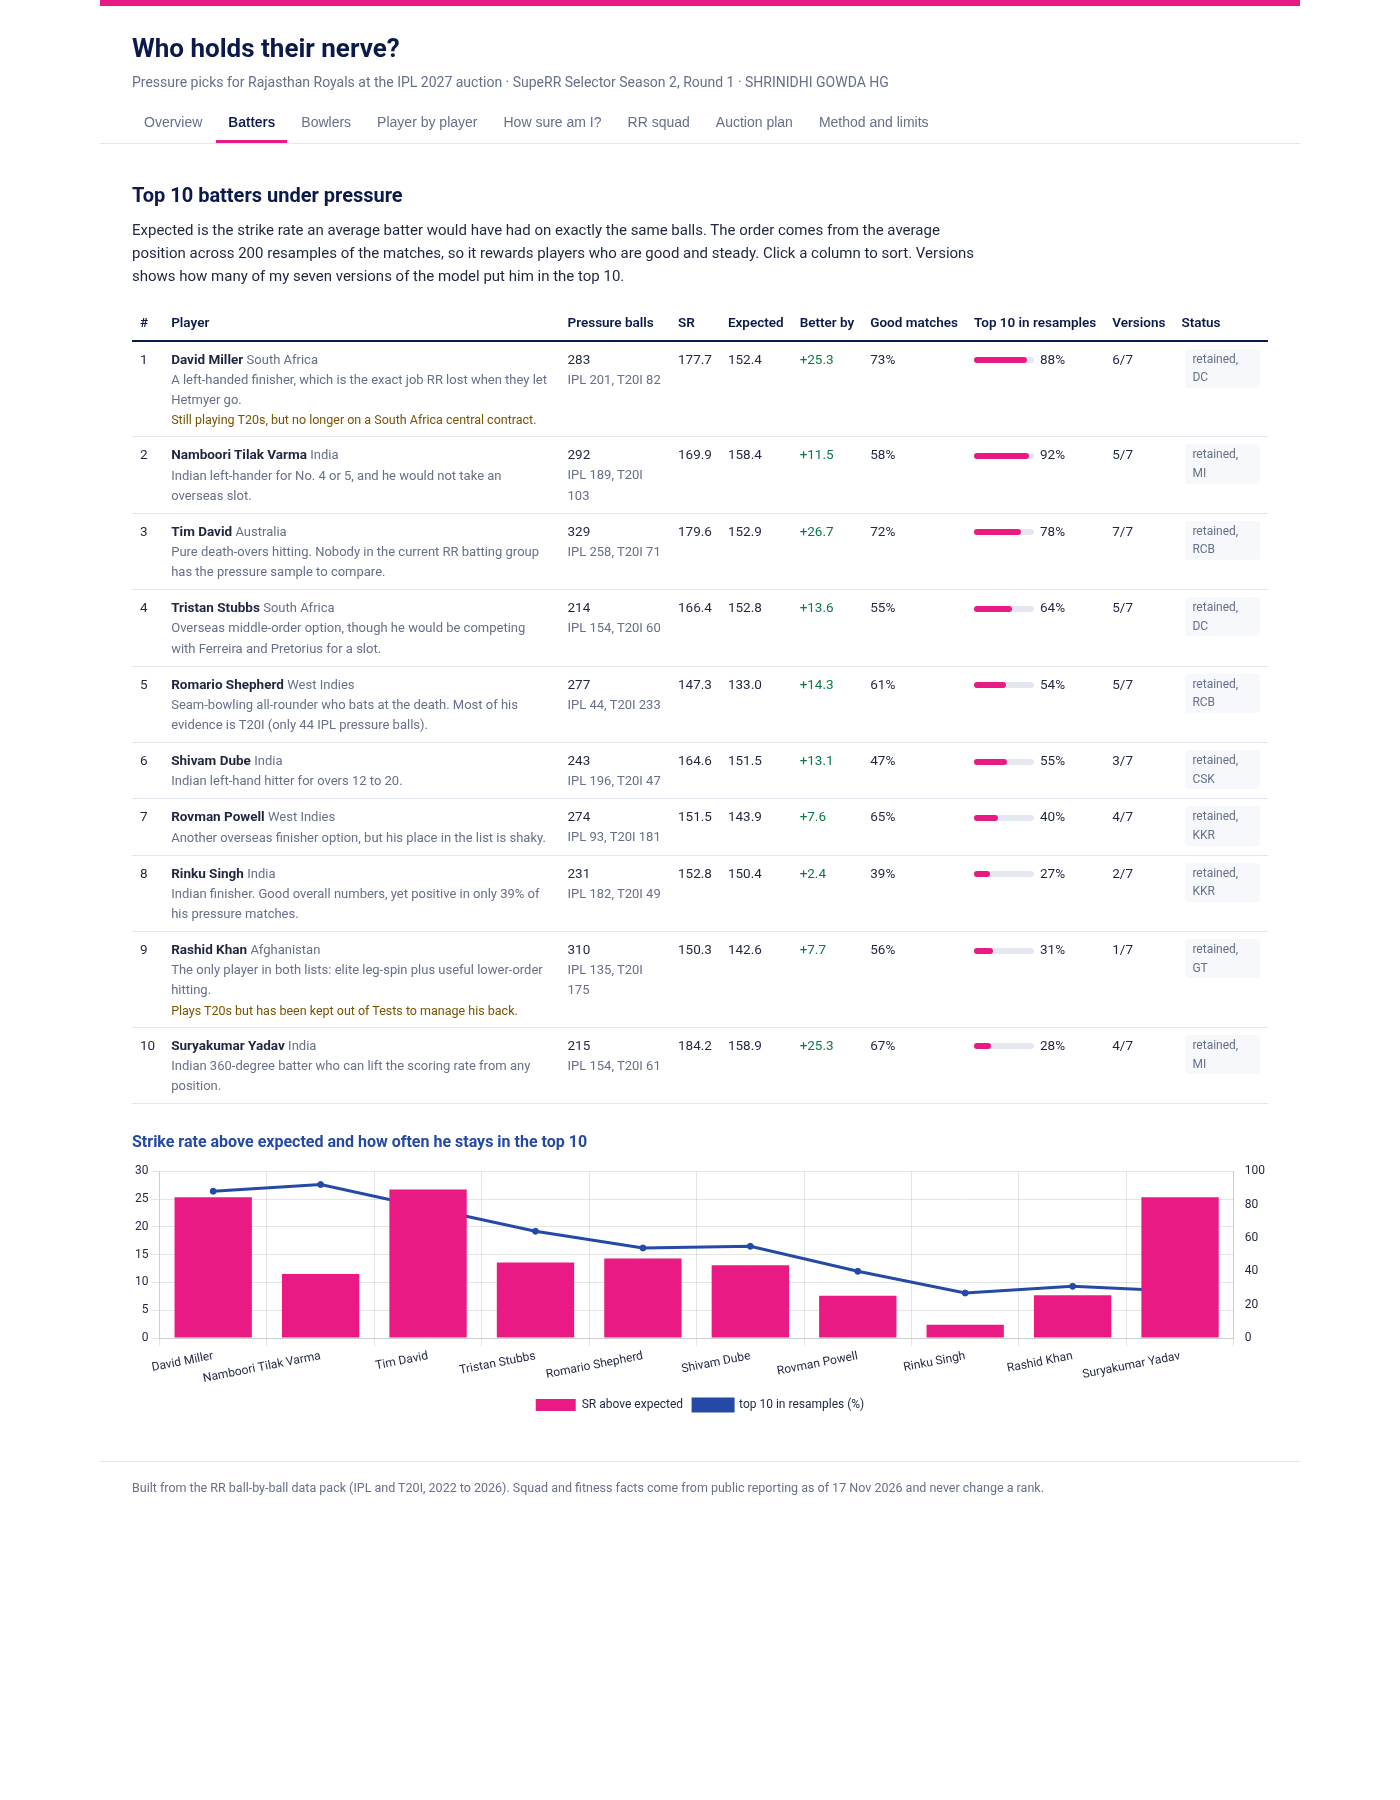 Who holds their nerve?
Pressure picks for Rajasthan Royals at the IPL 2027 auction · SupeRR Selector Season 2, Round 1 · SHRINIDHI GOWDA HG
Overview Batters Bowlers Player by player How sure am I? RR squad Auction plan Method and limits
Top 10 batters under pressure
Expected is the strike rate an average batter would have had on exactly the same balls. The order comes from the average
position across 200 resamples of the matches, so it rewards players who are good and steady. Click a column to sort. Versions
shows how many of my seven versions of the model put him in the top 10.
# Player Pressure balls SR Expected Better by Good matches Top 10 in resamples Versions Status
1 David Miller South Africa 283 177.7 152.4 +25.3 73% 88% 6/7 retained,
A left-handed finisher, which is the exact job RR lost when they let IPL 201, T20I 82 DC
Hetmyer go.
Still playing T20s, but no longer on a South Africa central contract.
2 Namboori Tilak Varma India 292 169.9 158.4 +11.5 58% 92% 5/7 retained,
Indian left-hander for No. 4 or 5, and he would not take an IPL 189, T20I MI
overseas slot. 103
3 Tim David Australia 329 179.6 152.9 +26.7 72% 78% 7/7 retained,
Pure death-overs hitting. Nobody in the current RR batting group IPL 258, T20I 71 RCB
has the pressure sample to compare.
4 Tristan Stubbs South Africa 214 166.4 152.8 +13.6 55% 64% 5/7 retained,
Overseas middle-order option, though he would be competing IPL 154, T20I 60 DC
with Ferreira and Pretorius for a slot.
5 Romario Shepherd West Indies 277 147.3 133.0 +14.3 61% 54% 5/7 retained,
Seam-bowling all-rounder who bats at the death. Most of his IPL 44, T20I 233 RCB
evidence is T20I (only 44 IPL pressure balls).
6 Shivam Dube India 243 164.6 151.5 +13.1 47% 55% 3/7 retained,
Indian left-hand hitter for overs 12 to 20. IPL 196, T20I 47 CSK
7 Rovman Powell West Indies 274 151.5 143.9 +7.6 65% 40% 4/7 retained,
Another overseas finisher option, but his place in the list is shaky. IPL 93, T20I 181 KKR
8 Rinku Singh India 231 152.8 150.4 +2.4 39% 27% 2/7 retained,
Indian finisher. Good overall numbers, yet positive in only 39% of IPL 182, T20I 49 KKR
his pressure matches.
9 Rashid Khan Afghanistan 310 150.3 142.6 +7.7 56% 31% 1/7 retained,
The only player in both lists: elite leg-spin plus useful lower-order IPL 135, T20I GT
hitting. 175
Plays T20s but has been kept out of Tests to manage his back.
10 Suryakumar Yadav India 215 184.2 158.9 +25.3 67% 28% 4/7 retained,
Indian 360-degree batter who can lift the scoring rate from any IPL 154, T20I 61 MI
position.
Strike rate above expected and how often he stays in the top 10
30 100
25
20 80
15 60
10 40
5 20
0 0
David Miller Namboori Tilak Varma Tim David Tristan Stubbs Romario Shepherd Shivam Dube Rovman Powell Rinku Singh Rashid Khan Suryakumar Yadav
SR above expected top 10 in resamples (%)
Built from the RR ball-by-ball data pack (IPL and T20I, 2022 to 2026). Squad and fitness facts come from public reporting as of 17 Nov 2026 and never change a rank.